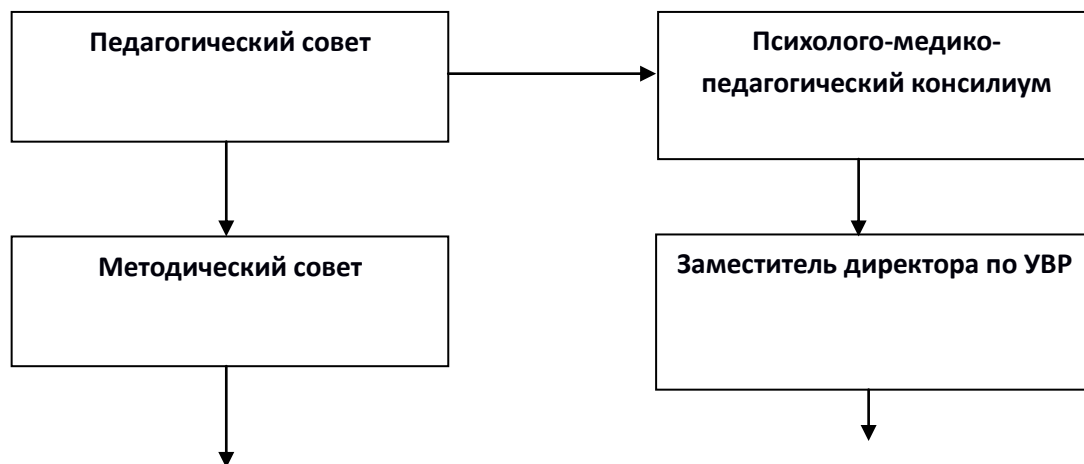 Педагогический совет
Психолого-медико-
педагогический консилиум
Методический совет
Заместитель директора по УВР